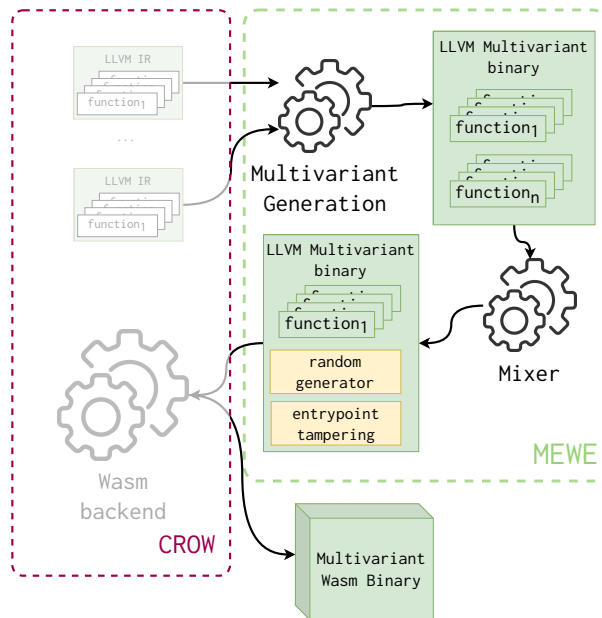 LLVM IR
function₁
...
LLVM IR
function₁
Multivariant
Generation
LLVM Multivariant
binary
function₁
functionₙ
Mixer
LLVM Multivariant
binary
function₁
random
generator
entrypoint
tampering
MEWE
Wasm
backend
CROW
Multivariant
Wasm Binary